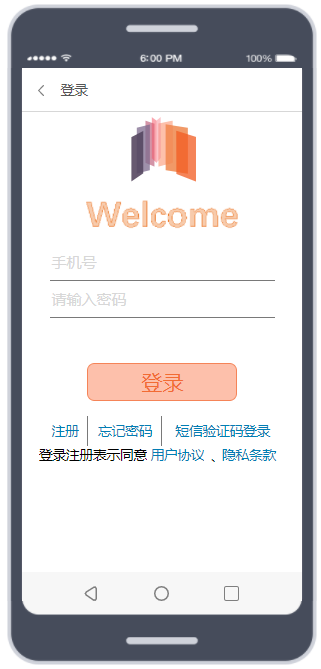 6:00 PM 100%
登录
Welcome
手机号
请输入密码
登录
注册 忘记密码 短信验证码登录
登录注册表示同意 用户协议 、隐私条款